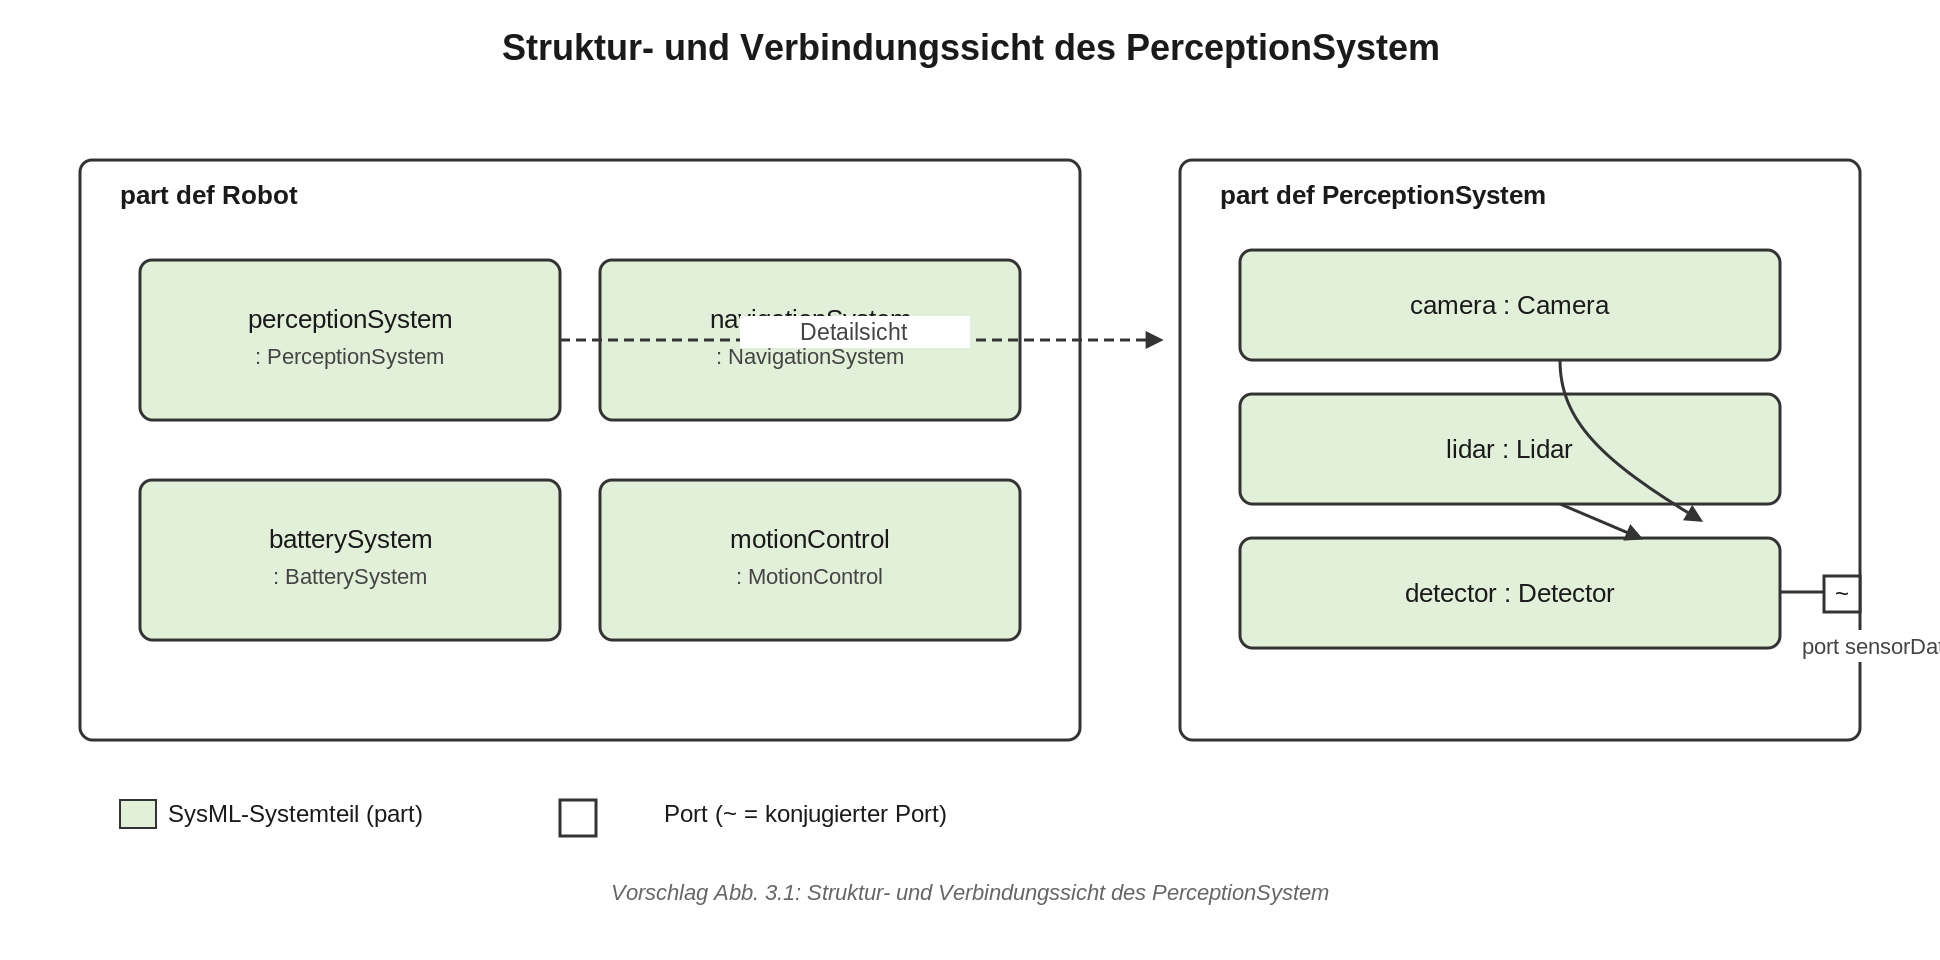 Struktur- und Verbindungssicht des PerceptionSystem
part def Robot
perceptionSystem
: PerceptionSystem
Detailsicht
: NavigationSystem
batterySystem
: BatterySystem
motionControl
: MotionControl
part def PerceptionSystem
camera : Camera
lidar : Lidar
detector : Detector
~
port
SysML-Systemteil (part)
Port (~ = konjugierter Port)
Vorschlag Abb. 3.1: Struktur- und Verbindungssicht des PerceptionSystem